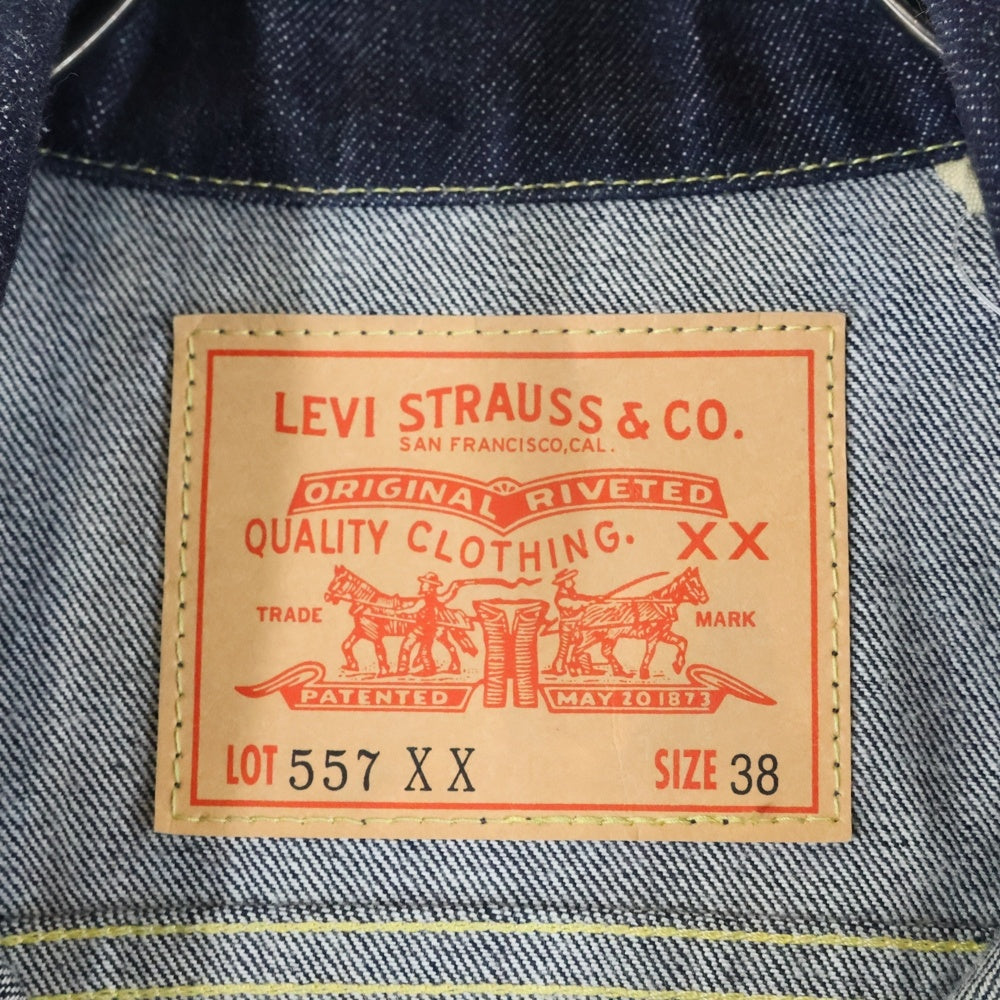 LEVI STRAUSS & CO.
SAN FRANCISCO, CAL.
ORIGINAL RIVETED
QUALITY CLOTHING. XX
TRADE MARK
PATENTED MAY 20 1873
LOT 557 XX SIZE 38